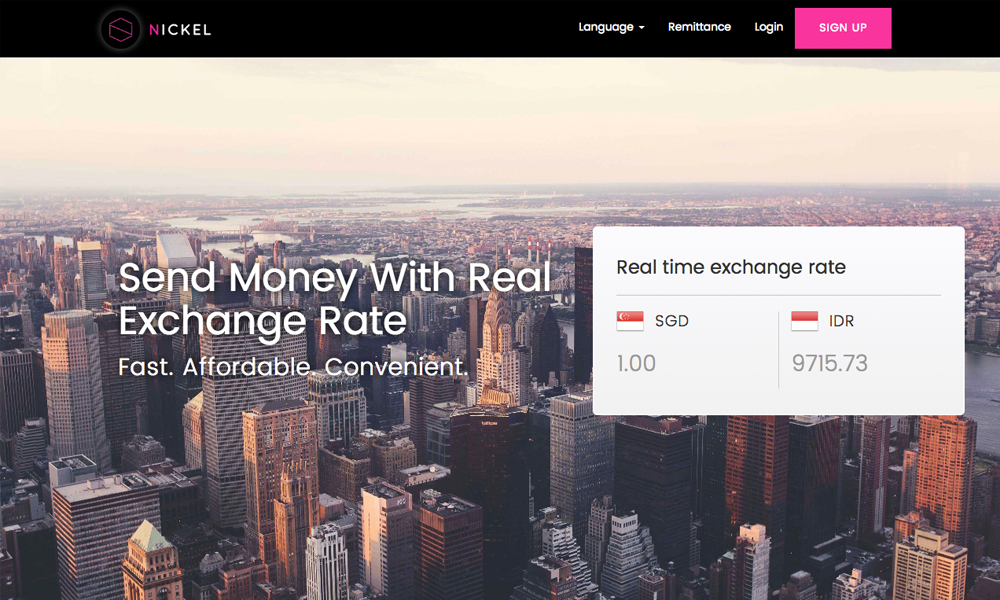 NICKEL
Language
Remittance
Login
SIGN UP
Send Money With Real
Exchange Rate
Fast. Affordable. Convenient.
Real time exchange rate
SGD
IDR
1.00
9715.73